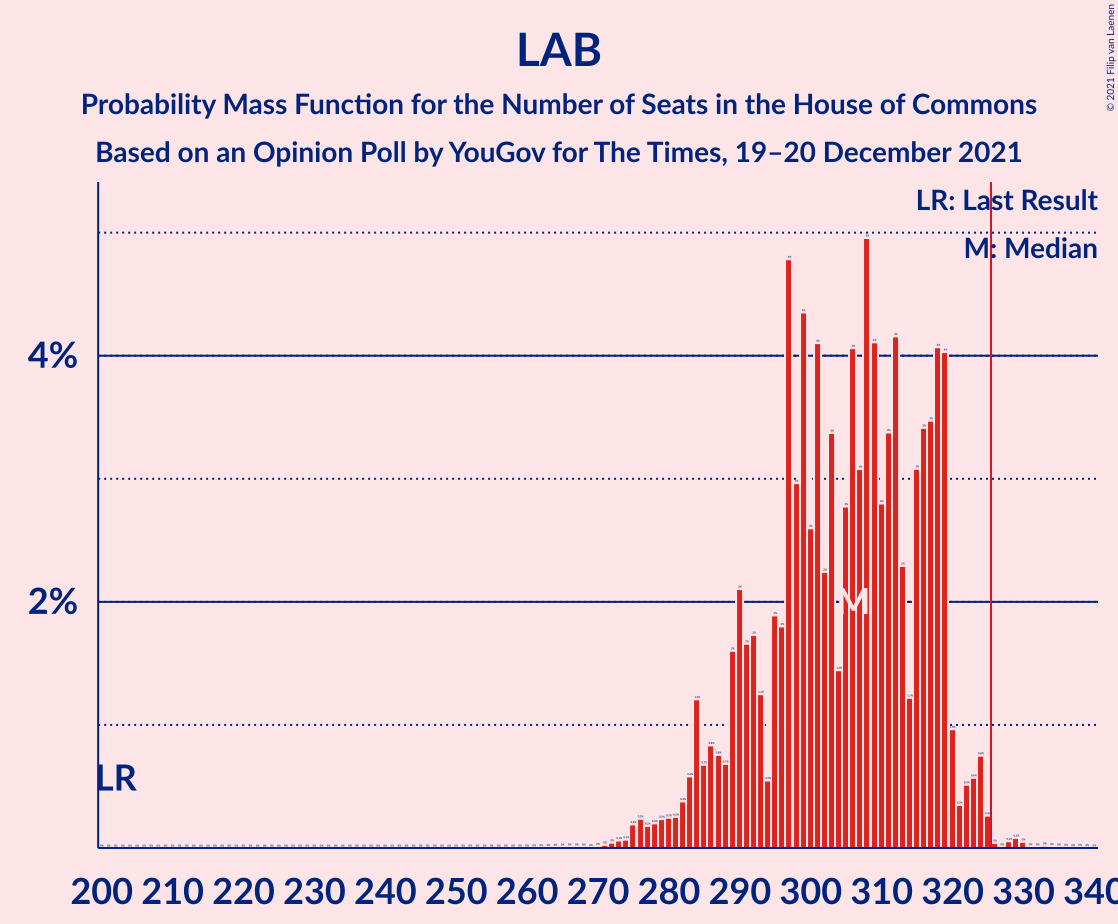 LAB
Probability Mass Function for the Number of Seats in the House of Commons
Based on an Opinion Poll by YouGov for The Times, 19–20 December 2021
© 2021 Filip van Laenen
LR: Last Result
M: Median
4%
2%
M
LR
200 210 220 230 240 250 260 270 280 290 300 310 320 330 340